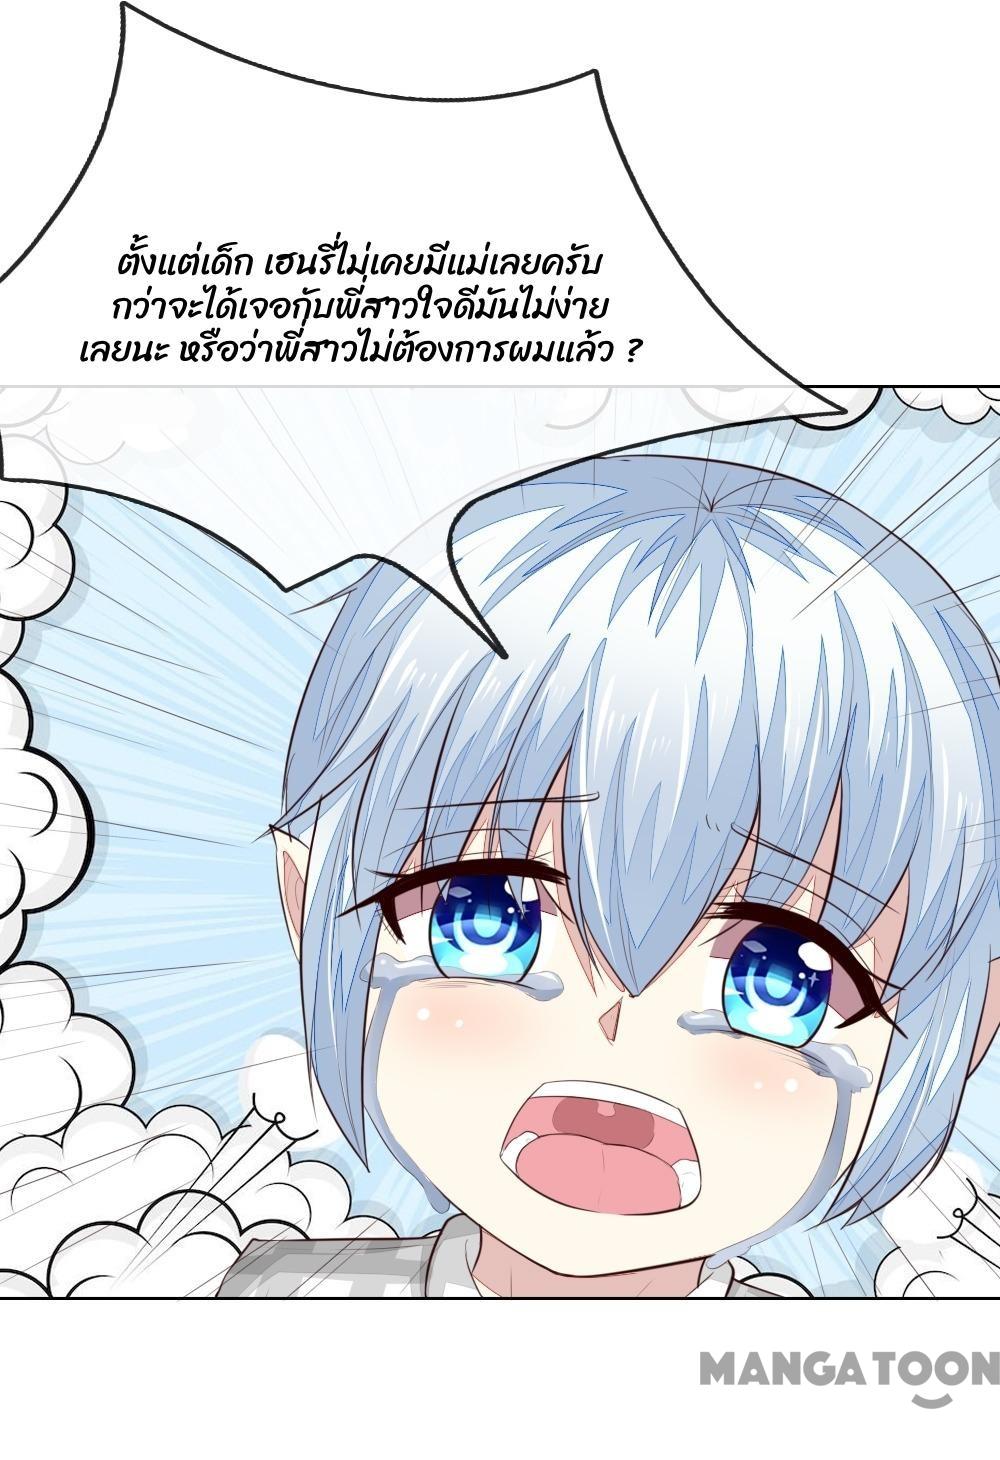 ตั้งแต่เด็ก เฮนรี่ไม่เคยมีแม่เลยครับ
กว่าจะได้เจอกับพี่สาวใจดีมันไม่ง่าย
เลยนะ หรือว่าพี่สาวไม่ต้องการผมแล้ว ?
MANGATOON